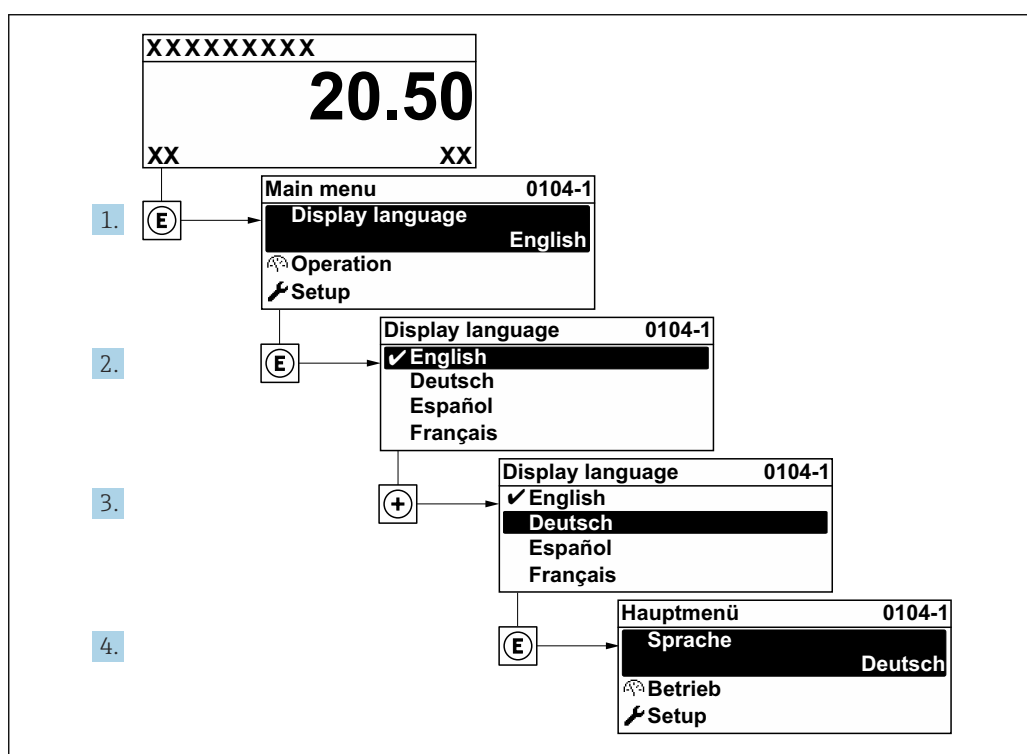 XXXXXXXXX
20.50
XX XX
1.
E
Main menu 0104-1
Display language
English
Operation
Setup
2.
E
Display language 0104-1
✔English
Deutsch
Español
Français
3.
+
Display language 0104-1
✔English
Deutsch
Español
Français
4.
E
Hauptmenü 0104-1
Sprache
Deutsch
Betrieb
Setup